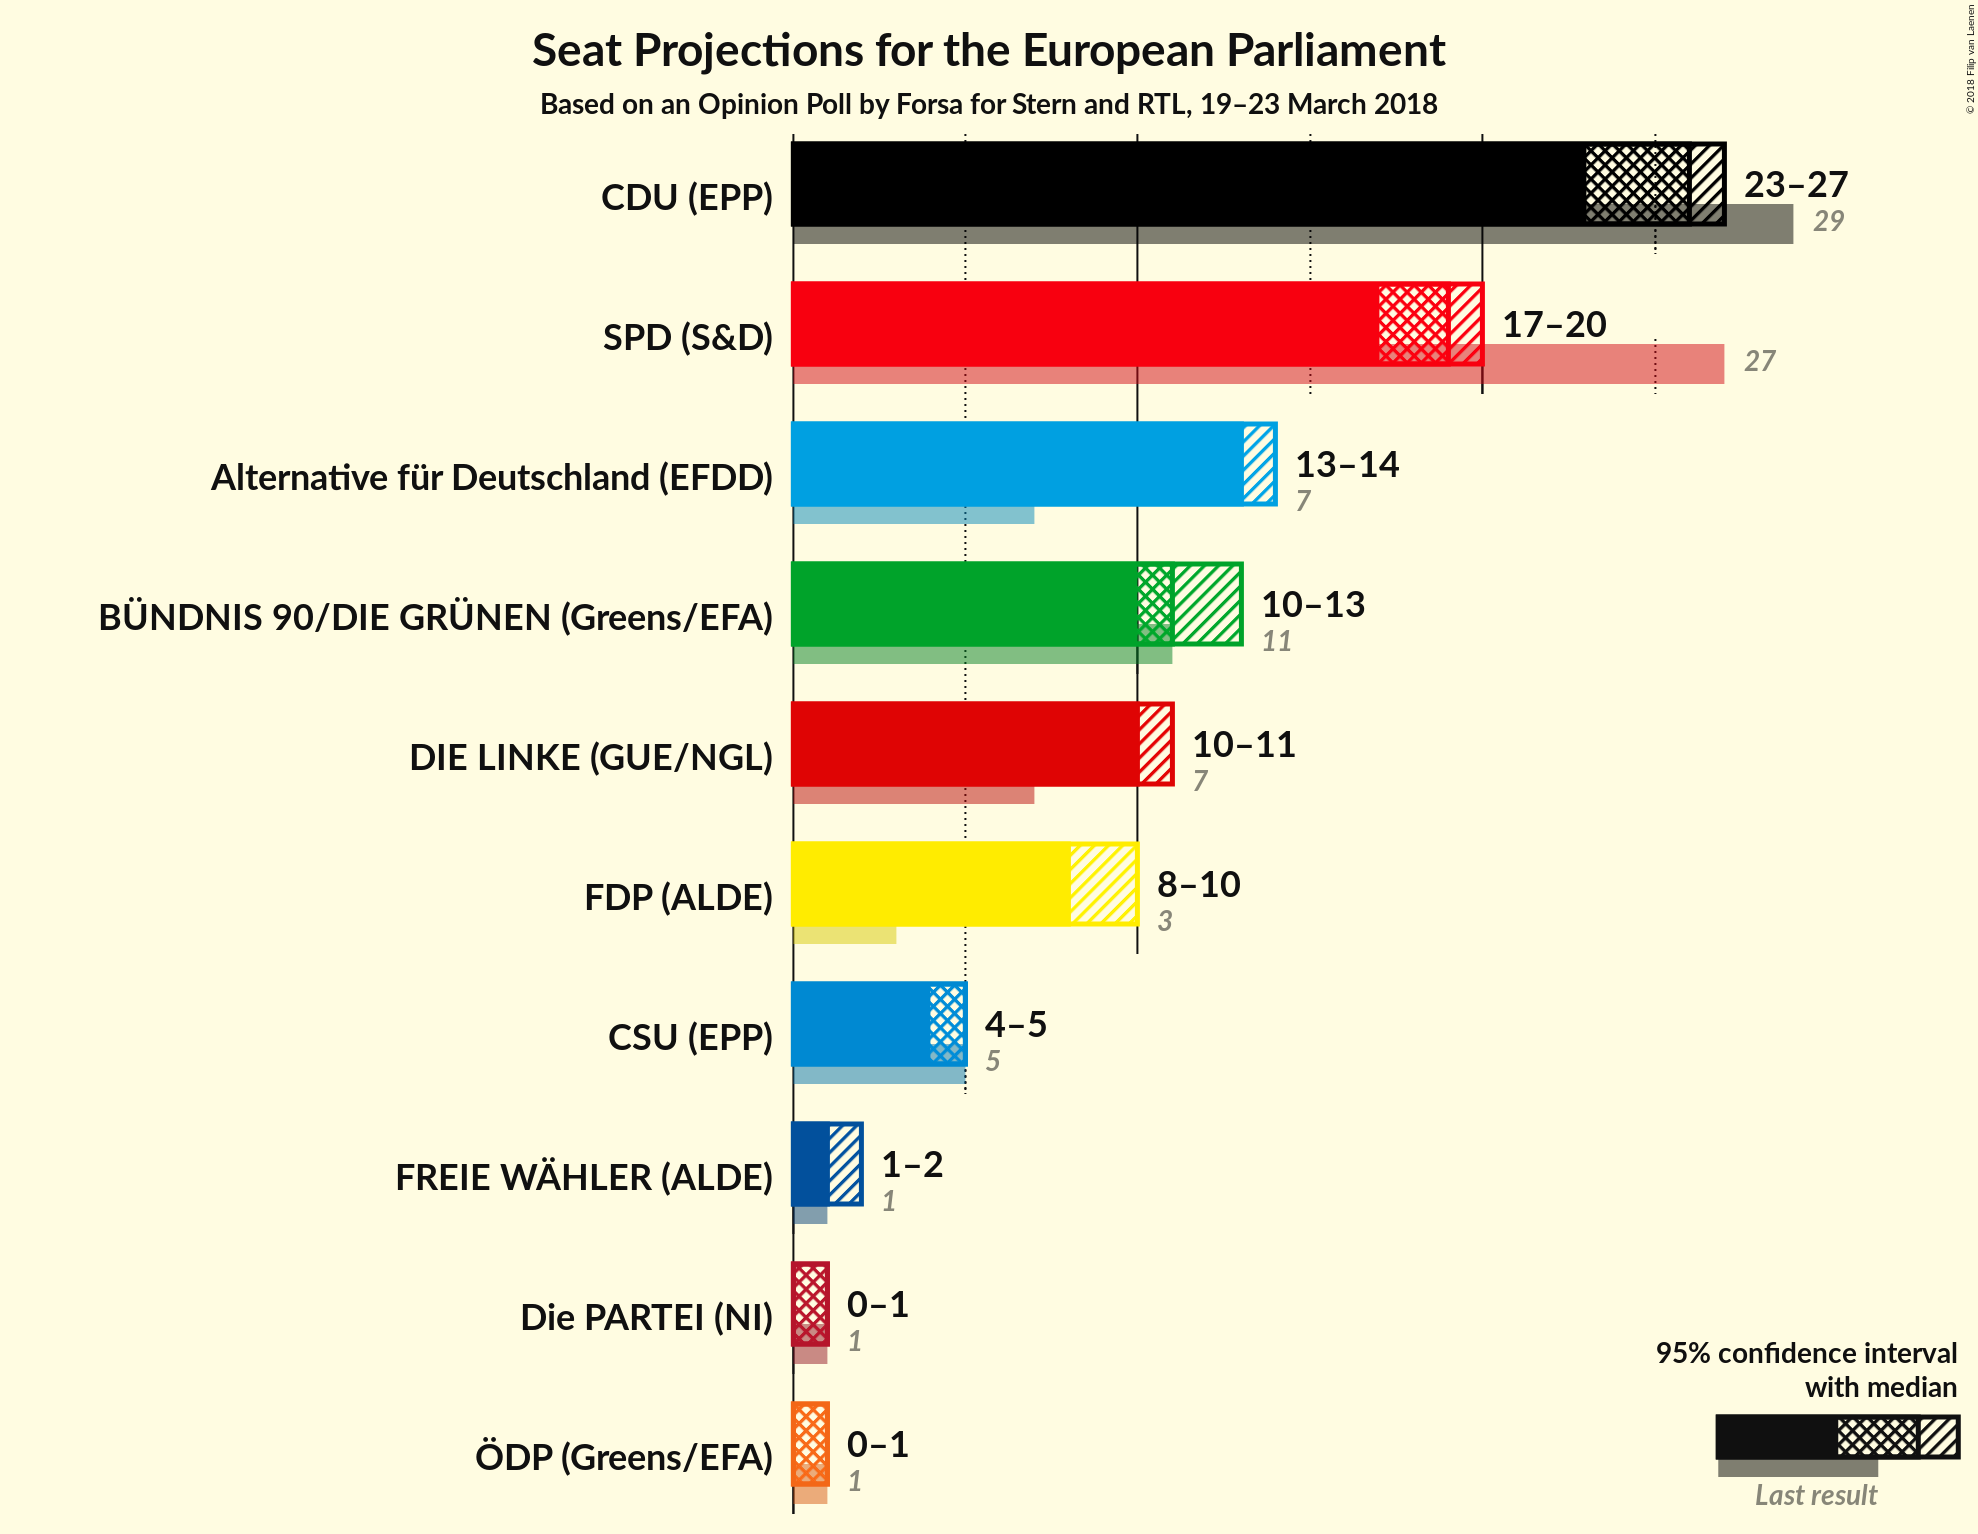 Seat Projections for the European Parliament
Based on an Opinion Poll by Forsa for Stern and RTL, 19–23 March 2018
© 2018 Filip van Laenen
CDU (EPP)
23–27
29
SPD (S&D)
17–20
27
Alternative für Deutschland (EFDD)
13–14
7
BÜNDNIS 90/DIE GRÜNEN (Greens/EFA)
10–13
11
DIE LINKE (GUE/NGL)
10–11
7
FDP (ALDE)
8–10
3
CSU (EPP)
4–5
5
FREIE WÄHLER (ALDE)
1–2
1
Die PARTEI (NI)
0–1
1
ÖDP (Greens/EFA)
0–1
1
95% confidence interval
with median
Last result